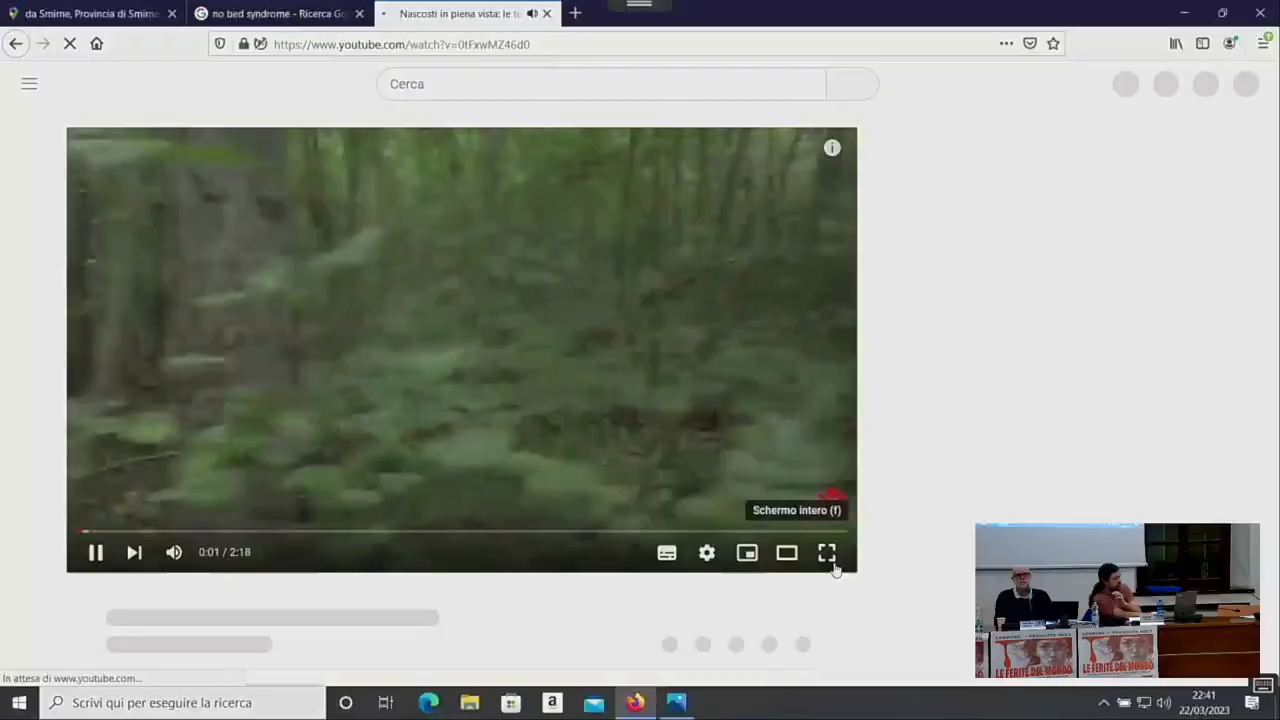 da Smirne, Provincia di Smirne
no bed syndrome - Ricerca Go
Nascosti in piena vista: le t
https://www.youtube.com/watch?v=0tFxwMZ46d0
Cerca
i
Schermo intero (f)
0:01 / 2:18
LE FERITE DEL MONDO
LE FERITE DEL MONDO
In attesa di www.youtube.com...
Scrivi qui per eseguire la ricerca
22:41
22/03/2023